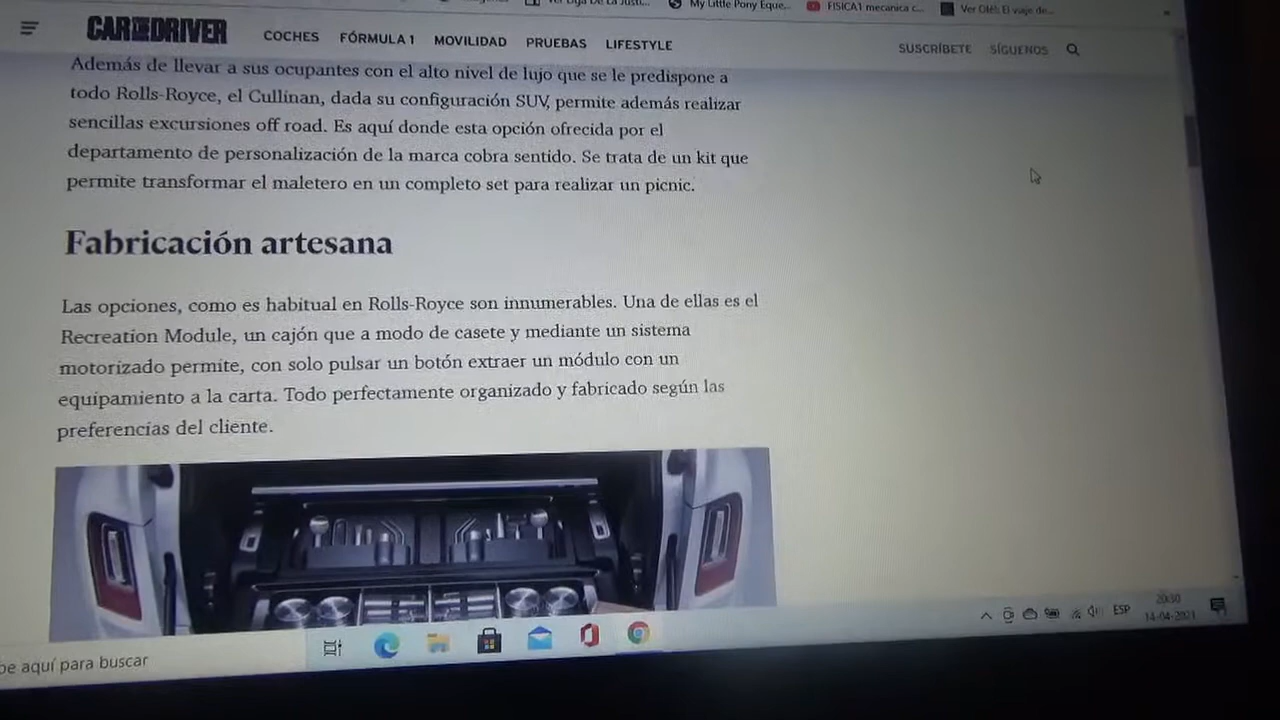 My Little Pony Eque...
FISICA1 mecanica c...
CAR AND DRIVER
COCHES
FÓRMULA 1
MOVILIDAD
PRUEBAS
LIFESTYLE
SUSCRÍBETE
SÍGUENOS
Además de llevar a sus ocupantes con el alto nivel de lujo que se le predispone a
todo Rolls-Royce, el Cullinan, dada su configuración SUV, permite además realizar
sencillas excursiones off road. Es aquí donde esta opción ofrecida por el
departamento de personalización de la marca cobra sentido. Se trata de un kit que
permite transformar el maletero en un completo set para realizar un picnic.
Fabricación artesana
Las opciones, como es habitual en Rolls-Royce son innumerables. Una de ellas es el
Recreation Module, un cajón que a modo de casete y mediante un sistema
motorizado permite, con solo pulsar un botón extraer un módulo con un
equipamiento a la carta. Todo perfectamente organizado y fabricado según las
preferencias del cliente.
ESP
20:30
14-04-2021
be aquí para buscar